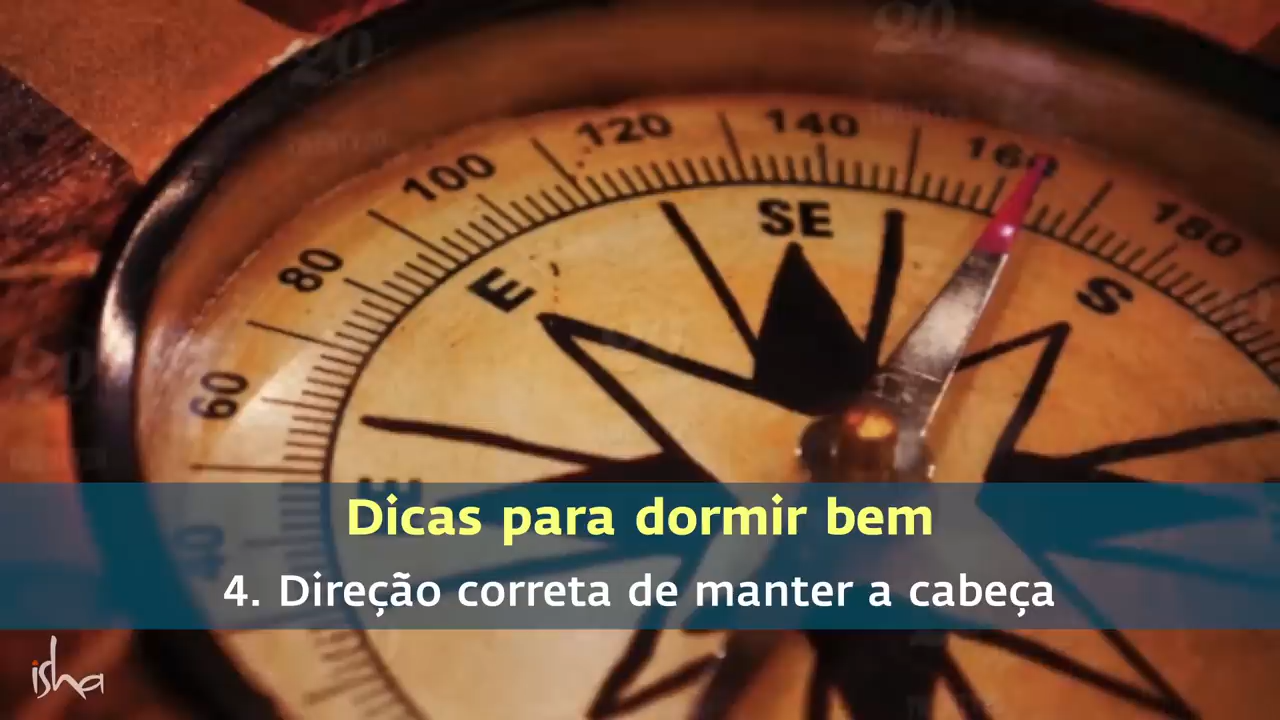 120
140
160
100
180
SE
80
E
S
60
E
40
Dicas para dormir bem
4. Direção correta de manter a cabeça
isha